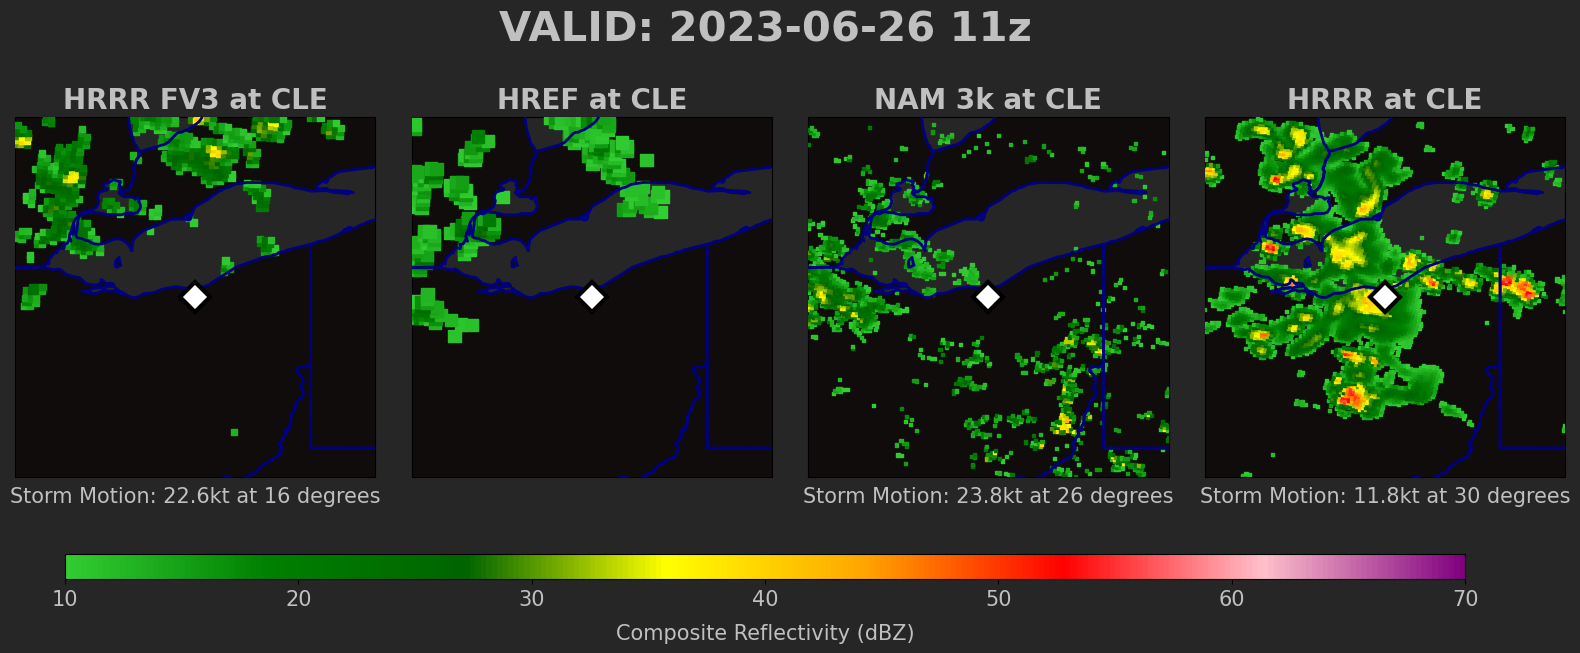 VALID: 2023-06-26 11z
HRRR FV3 at CLE
HREF at CLE
NAM 3k at CLE
HRRR at CLE
Storm Motion: 22.6kt at 16 degrees
Storm Motion: 23.8kt at 26 degrees
Storm Motion: 11.8kt at 30 degrees
10 20 30 40 50 60 70
Composite Reflectivity (dBZ)